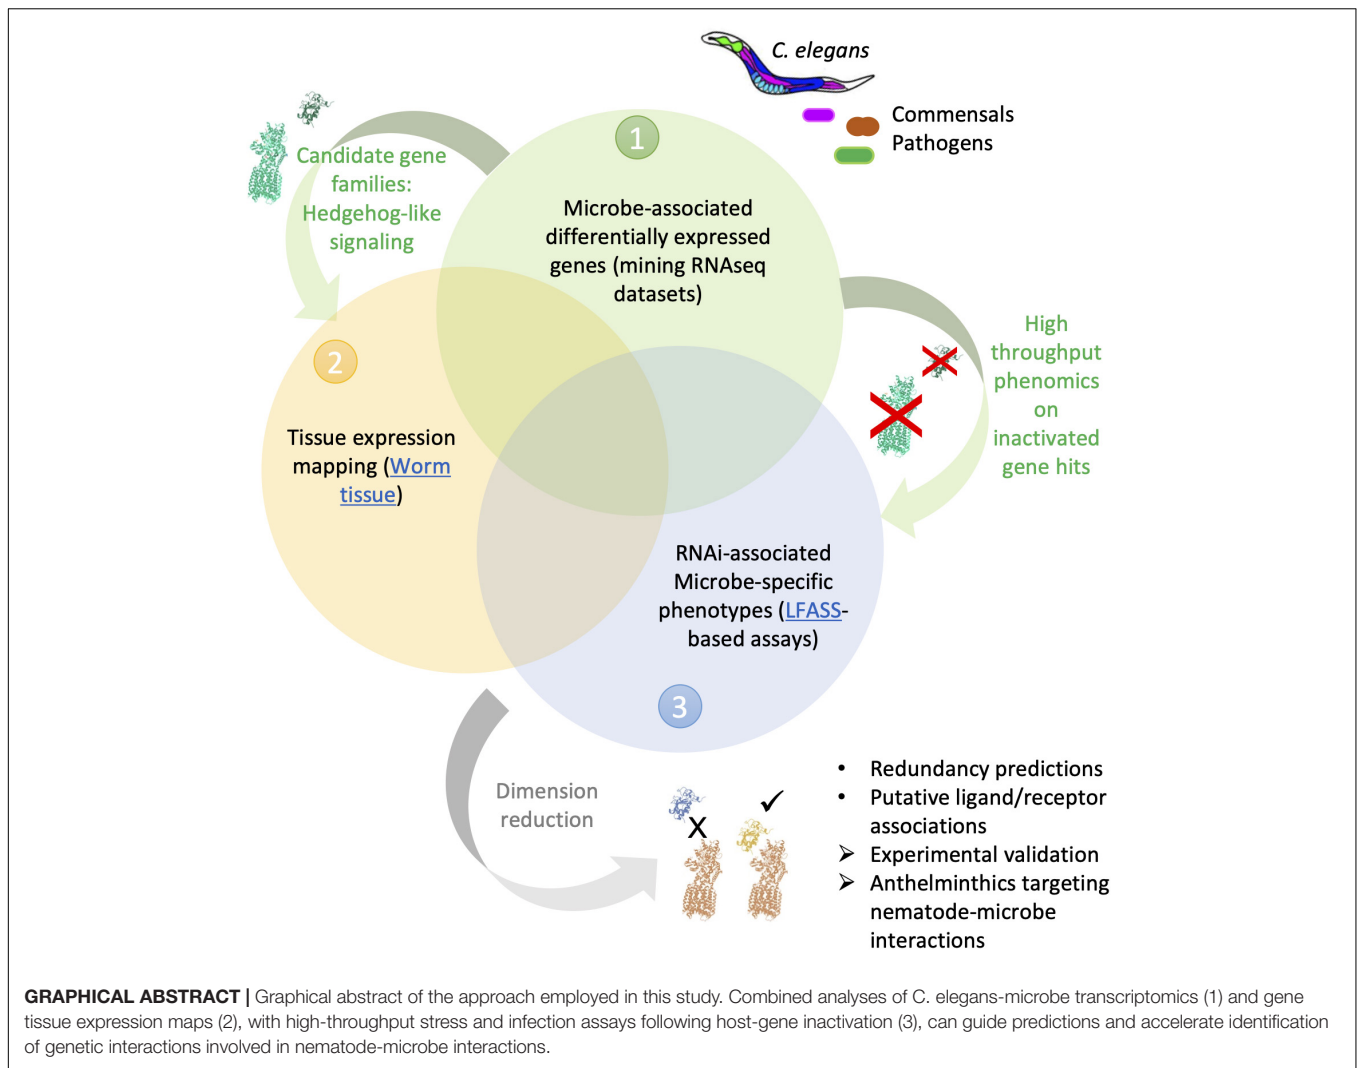 C. elegans
Commensals
Pathogens
1
Microbe-associated
differentially expressed
genes (mining RNAseq
datasets)
Candidate gene
families:
Hedgehog-like
signaling
2
Tissue expression
mapping (Worm
tissue)
High
throughput
phenomics
on
inactivated
gene hits
RNAi-associated
Microbe-specific
phenotypes (LFASS-
based assays)
3
Dimension
reduction
X
✓
• Redundancy predictions
• Putative ligand/receptor
associations
➢ Experimental validation
➢ Anthelminthics targeting
nematode-microbe
interactions
GRAPHICAL ABSTRACT | Graphical abstract of the approach employed in this study. Combined analyses of C. elegans-microbe transcriptomics (1) and gene
tissue expression maps (2), with high-throughput stress and infection assays following host-gene inactivation (3), can guide predictions and accelerate identification
of genetic interactions involved in nematode-microbe interactions.